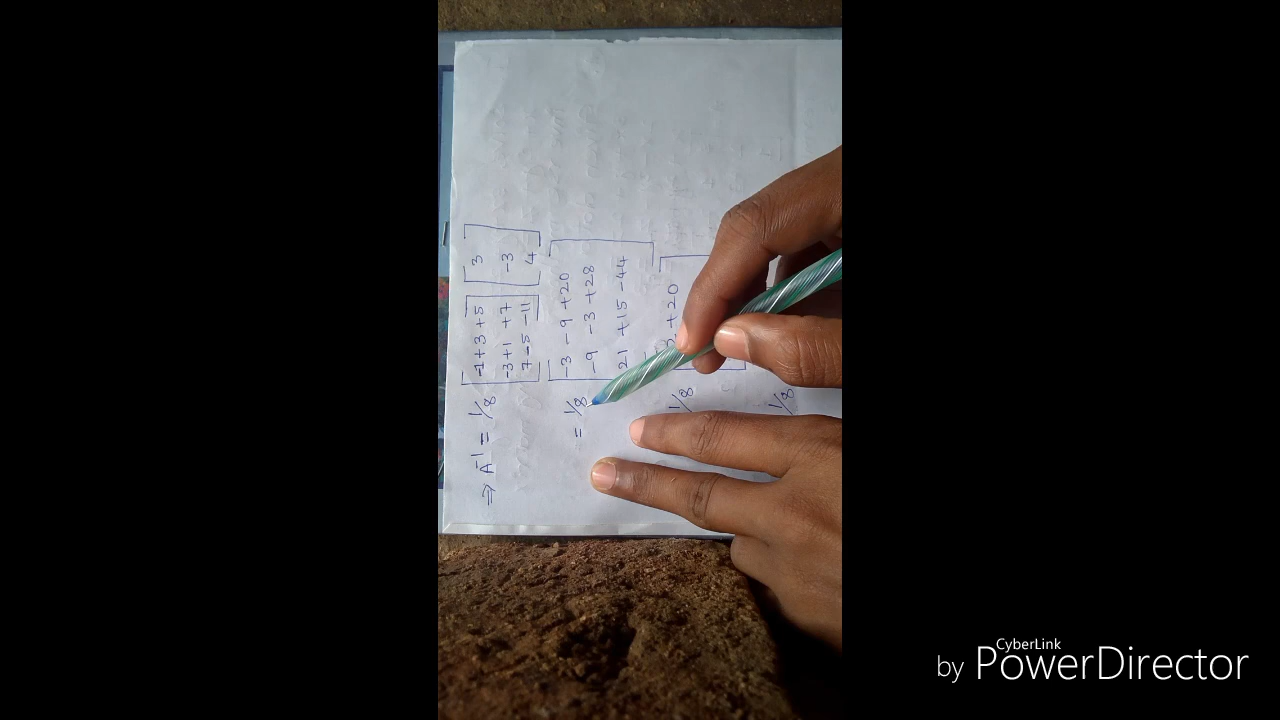 ⇒ A⁻¹ = 1/8 [-1 +3 +5] [3]
-3 +1 +7 -3
7 -5 -11 4
= 1/8 [-3 -9 +20]
-9 -3 +28
21 +15 -44
1/8 +20
1/8
CyberLink
by PowerDirector